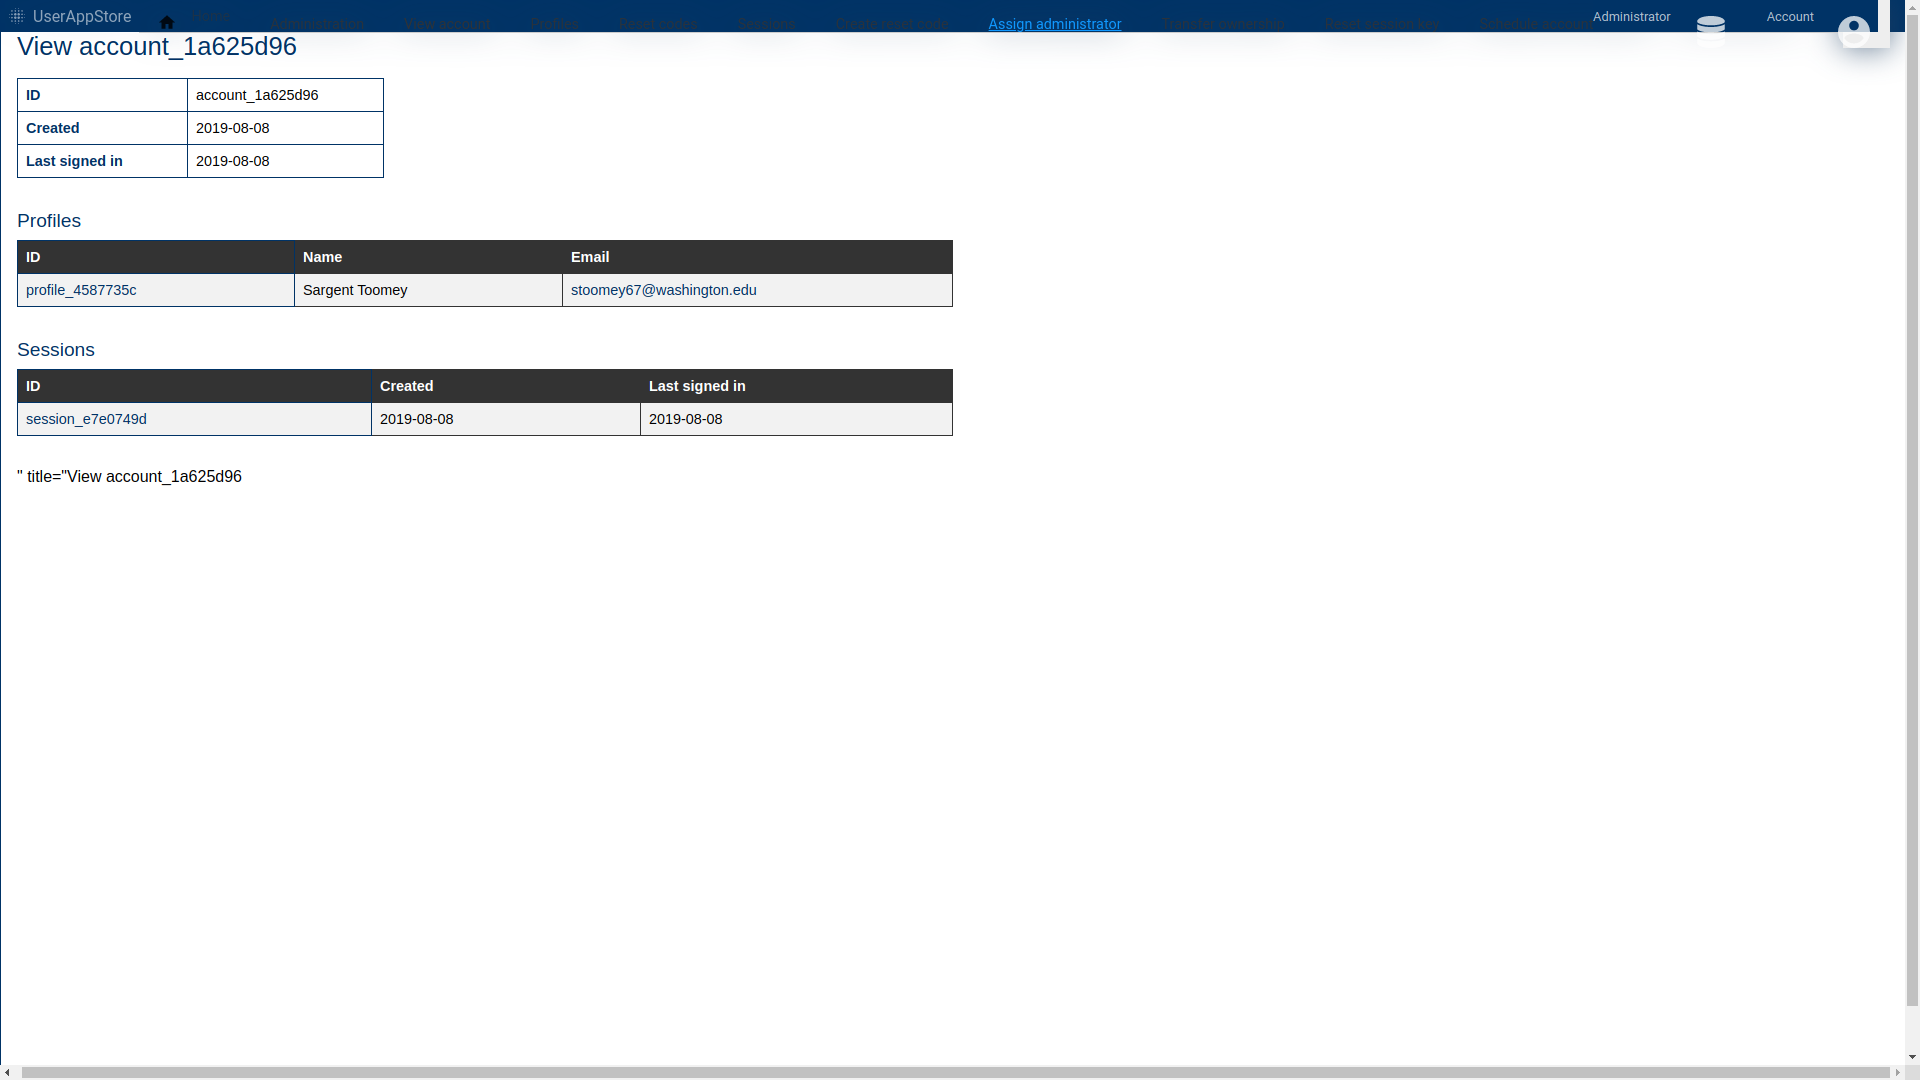 UserAppStore
Home
Administration View account Profiles Reset codes Sessions Create reset code Assign administrator Transfer ownership Reset session key Schedule account
Administrator
Account
View account_1a625d96
ID account_1a625d96
Created 2019-08-08
Last signed in 2019-08-08
Profiles
ID Name Email
profile_4587735c Sargent Toomey stoomey67@washington.edu
Sessions
ID Created Last signed in
session_e7e0749d 2019-08-08 2019-08-08
" title="View account_1a625d96